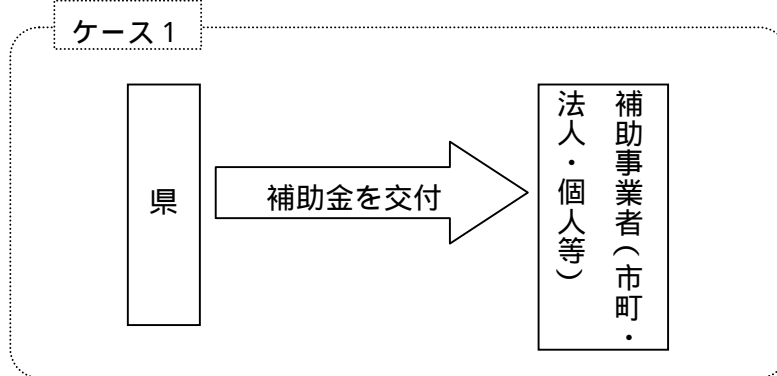 ケース1
県
補助金を交付
補助事業者(市町・
法人・個人等)